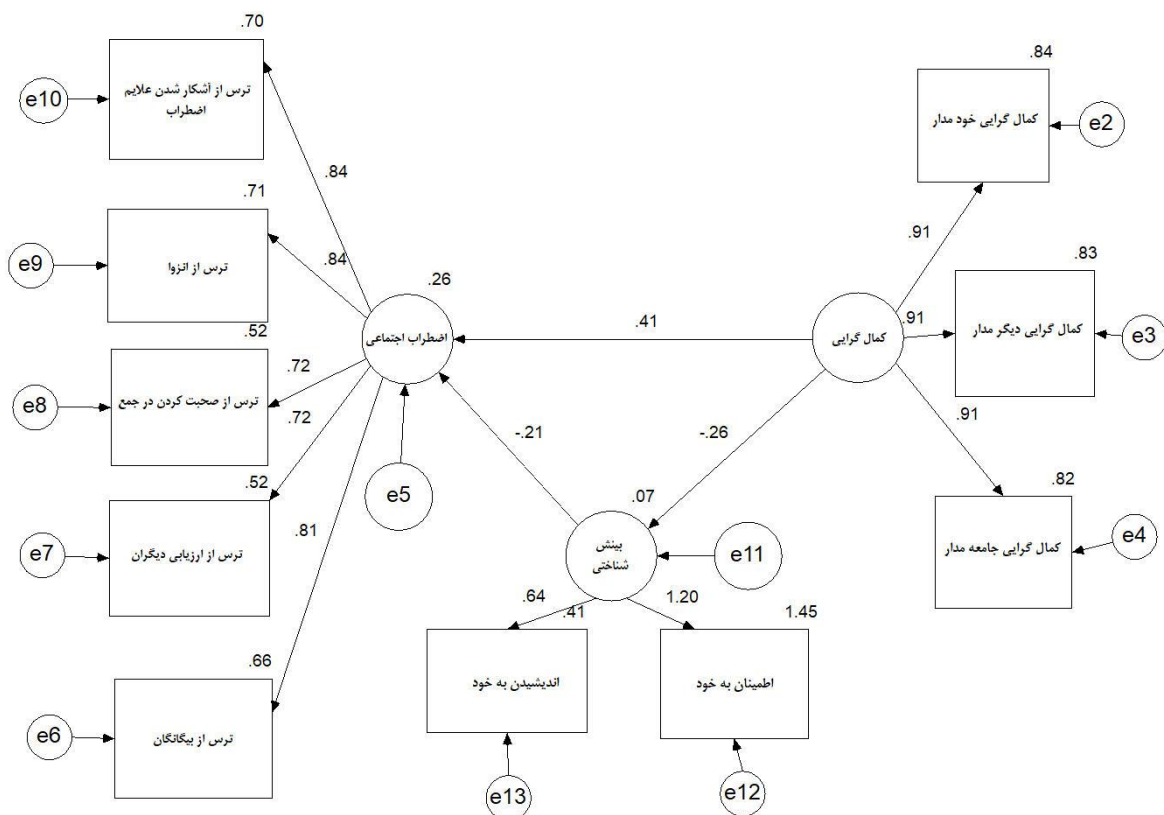 .70
ترس از آشکار شدن علایم
اضطراب
e10
.84
.84
کمال گرایی خود مدار
e2
.91
.71
ترس از انزوا
e9
.84
.26
اضطراب اجتماعی
.41
کمال گرایی
.91
.83
کمال گرایی دیگر مدار
e3
.52
ترس از صحبت کردن در جمع
e8
.72
.72
.91
-.21
-.26
e5
.52
ترس از ارزیابی دیگران
e7
.81
.07
بینش
شناختی
e11
.82
کمال گرایی جامعه مدار
e4
.64
.41
1.20
1.45
.66
ترس از بیگانگان
e6
اندیشیدن به خود
اطمینان به خود
e13
e12